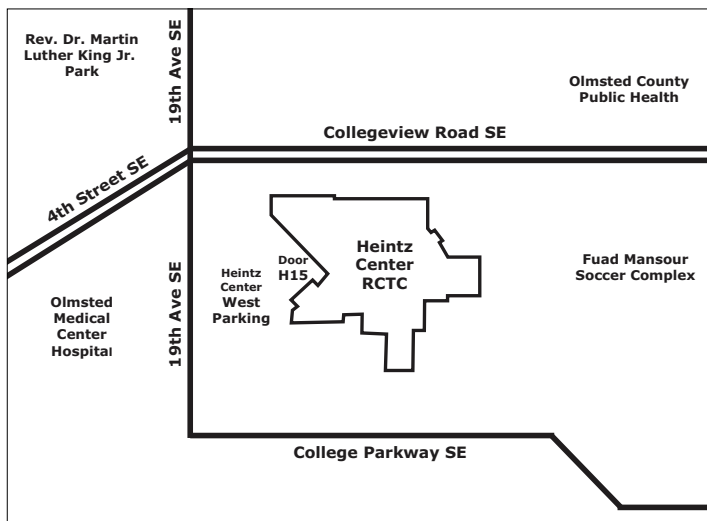 Rev. Dr. Martin
Luther King Jr.
Park
19th Ave SE
Olmsted County
Public Health
Collegeview Road SE
4th Street SE
Door
H15
Heintz
Center
RCTC
Heintz
Center
West
Parking
Fuad Mansour
Soccer Complex
Olmsted
Medical
Center
Hospital
19th Ave SE
College Parkway SE